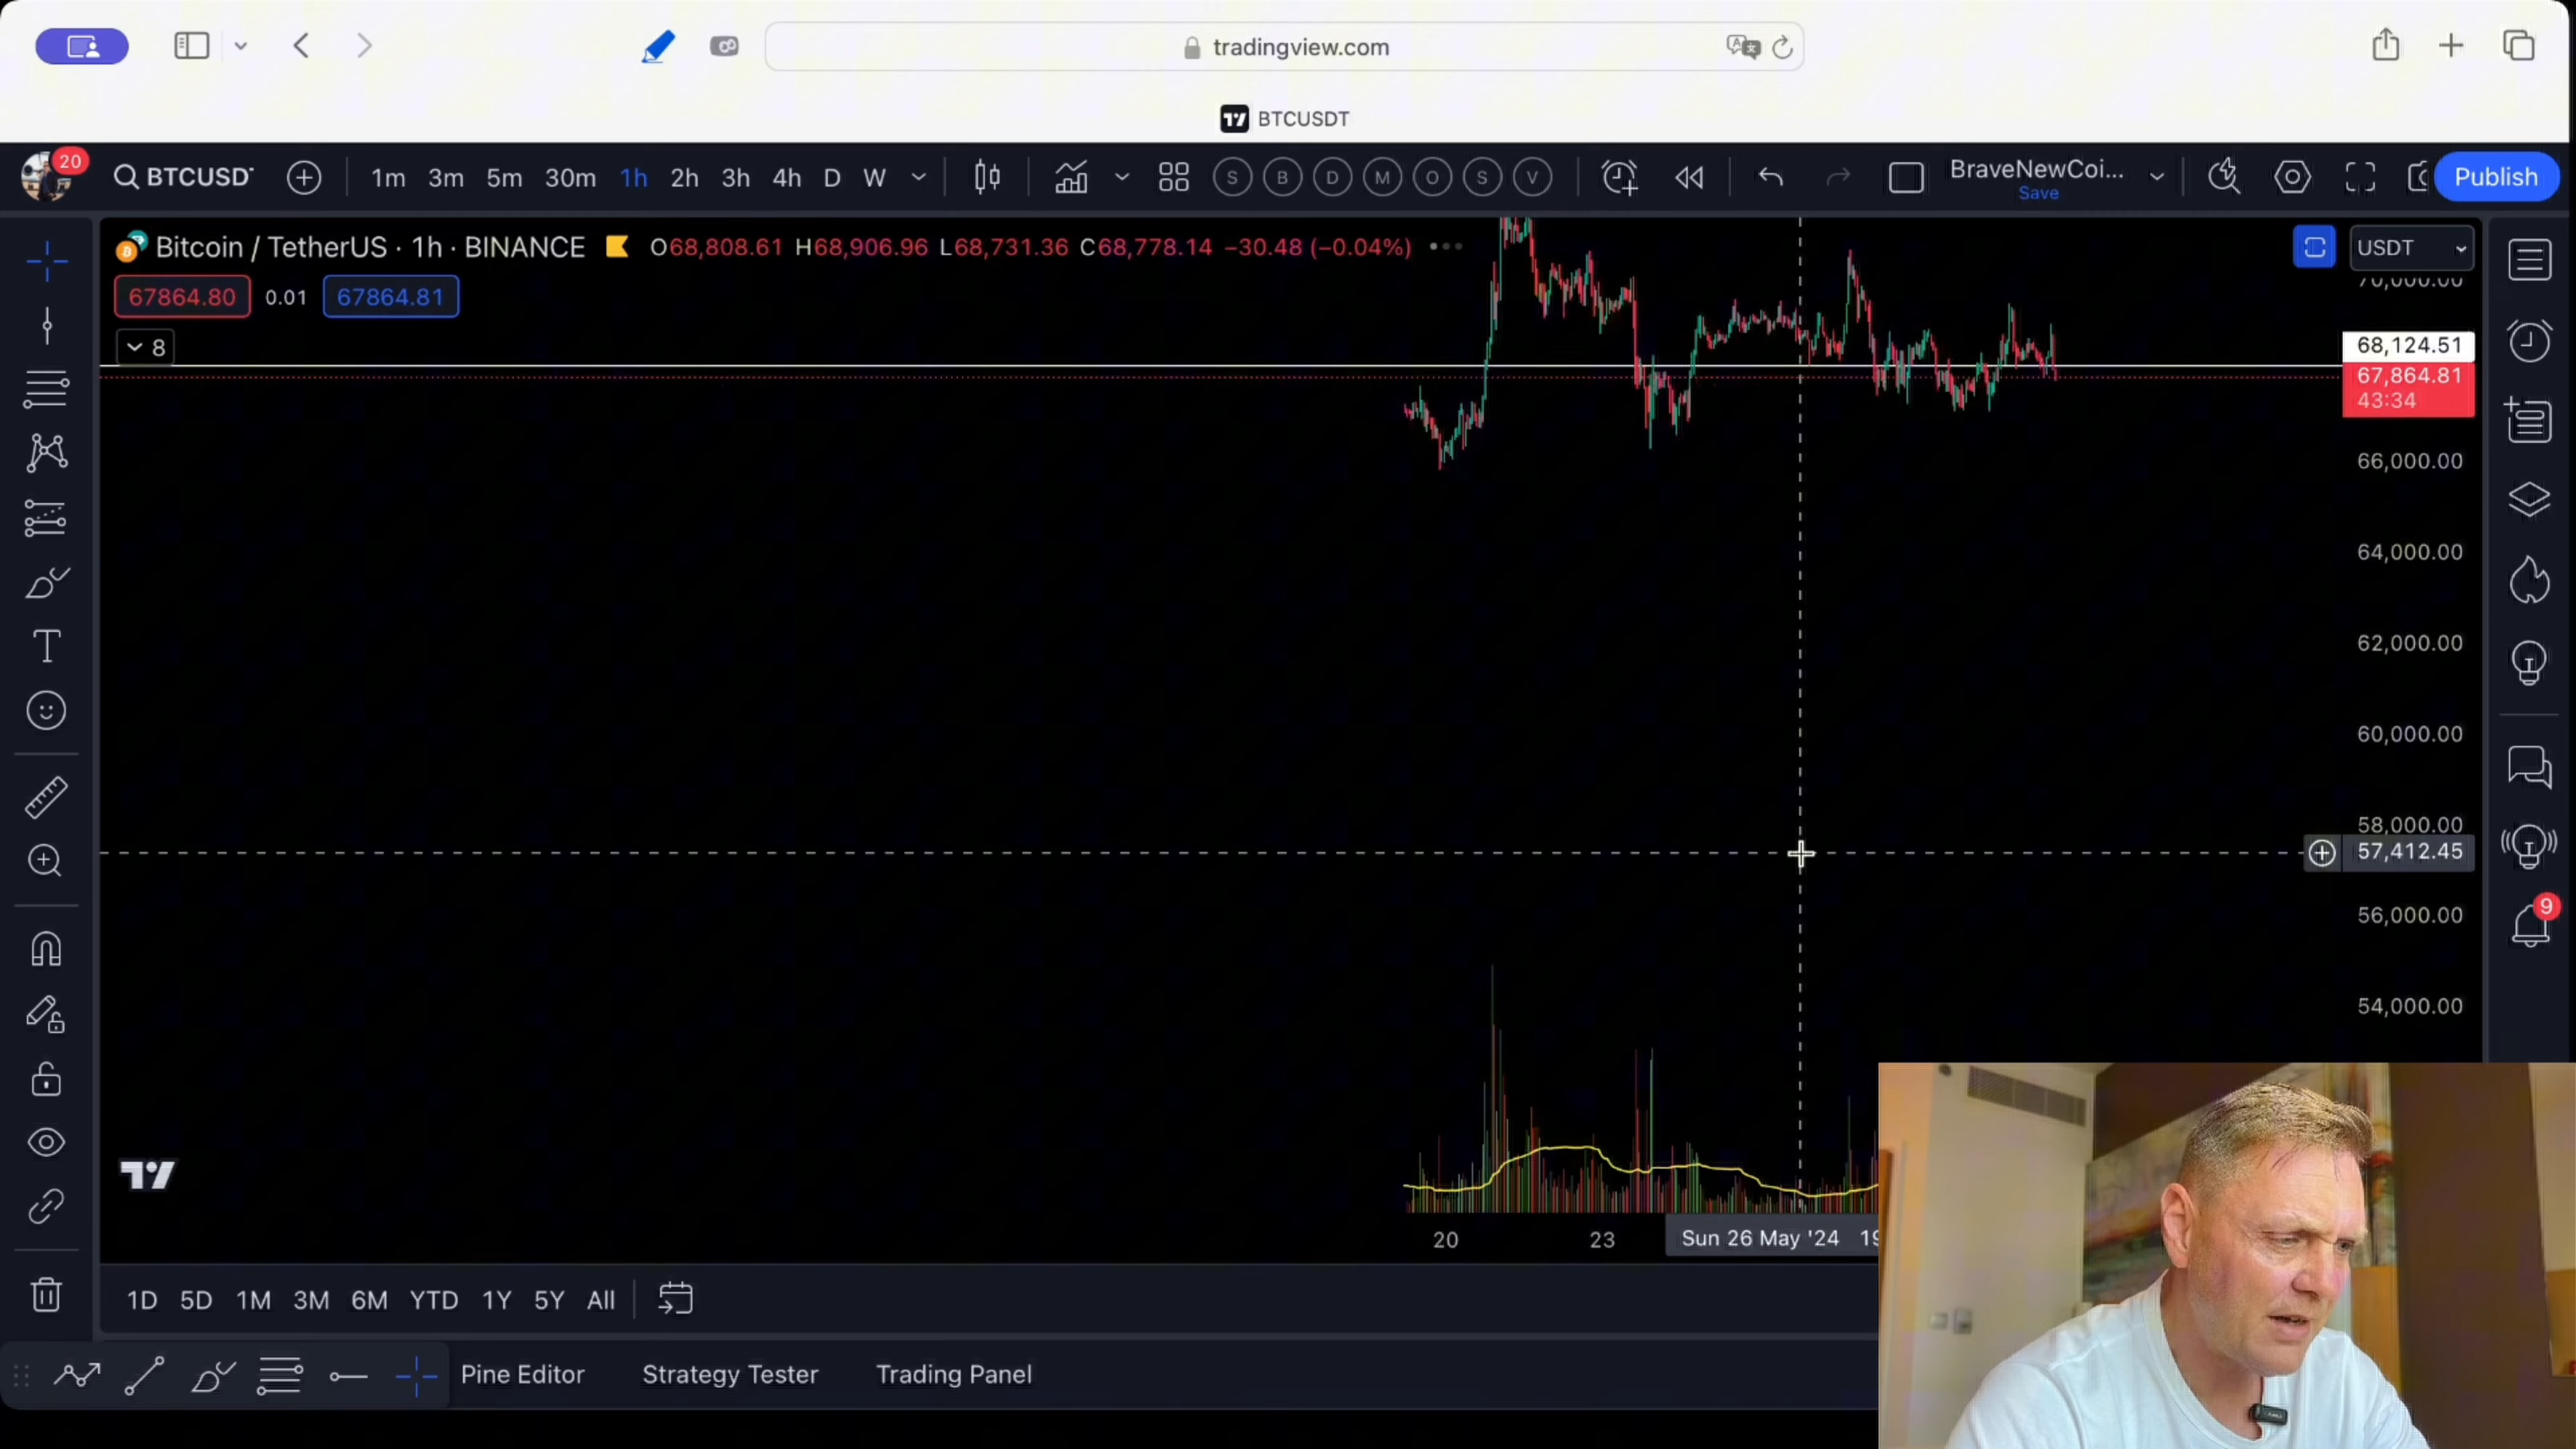 tradingview.com
BTCUSDT
20
BTCUSDT
1m 3m 5m 30m 1h 2h 3h 4h D W
S B D M O S V
BraveNewCoi...
Save
Publish
Bitcoin / TetherUS · 1h · BINANCE
O68,808.61 H68,906.96 L68,731.36 C68,778.14 −30.48 (−0.04%)
USDT
67864.80 0.01 67864.81
8
70,000.00
68,124.51
67,864.81
43:34
66,000.00
64,000.00
62,000.00
60,000.00
58,000.00
57,412.45
56,000.00
54,000.00
9
20 23 Sun 26 May '24 19
1D 5D 1M 3M 6M YTD 1Y 5Y All
Pine Editor Strategy Tester Trading Panel